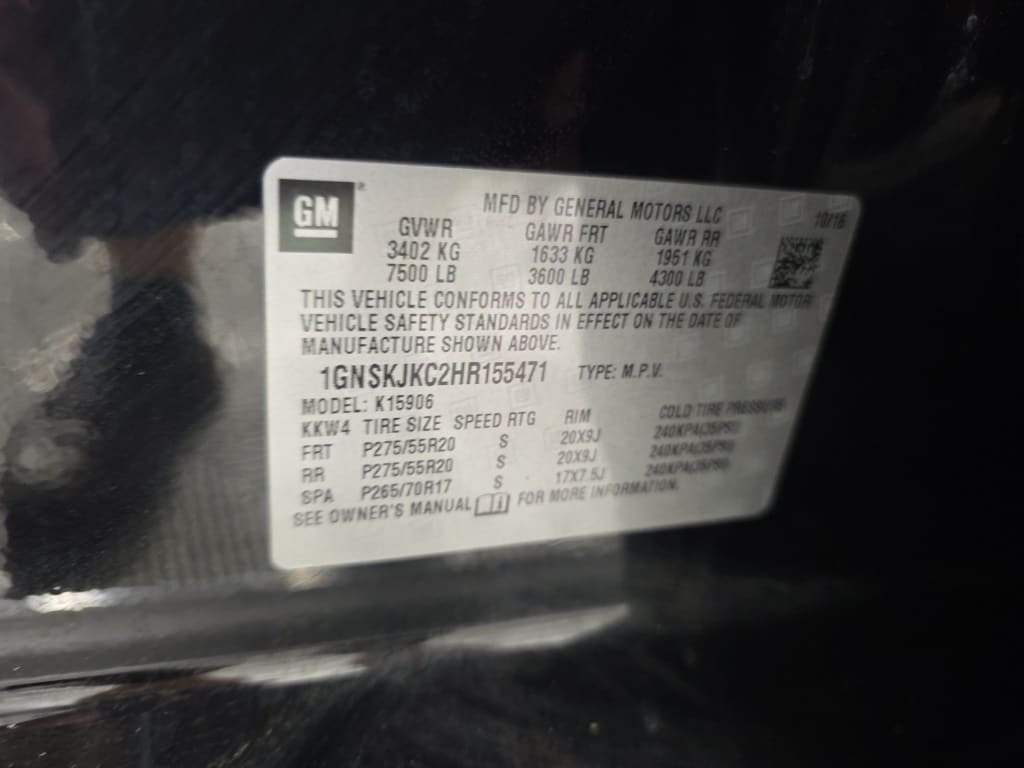 GM
MFD BY GENERAL MOTORS LLC
10/16
GVWR GAWR FRT GAWR RR
3402 KG 1633 KG 1951 KG
7500 LB 3600 LB 4300 LB
THIS VEHICLE CONFORMS TO ALL APPLICABLE U.S. FEDERAL MOTOR
VEHICLE SAFETY STANDARDS IN EFFECT ON THE DATE OF
MANUFACTURE SHOWN ABOVE.
1GNSKJKC2HR155471 TYPE: M.P.V.
MODEL: K15906
KKW4 TIRE SIZE SPEED RTG RIM COLD TIRE PRESSURE
FRT P275/55R20 S 20X9J 240KPA(35PSI)
RR P275/55R20 S 20X9J 240KPA(35PSI)
SPA P265/70R17 S 17X7.5J 240KPA(35PSI)
SEE OWNER'S MANUAL FOR MORE INFORMATION.